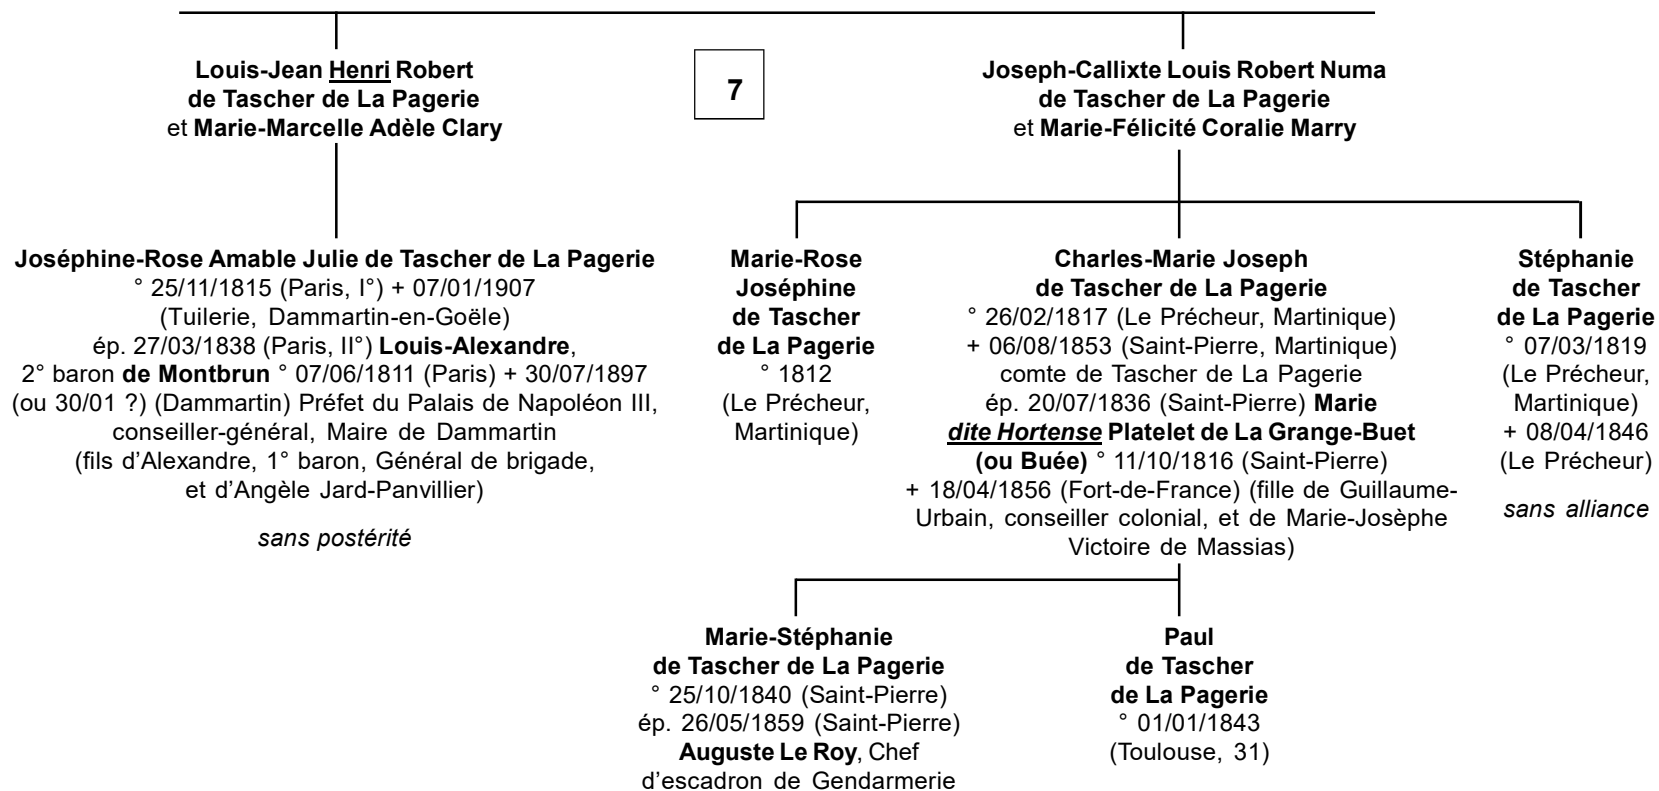 Louis-Jean Henri Robert
de Tascher de La Pagerie
et Marie-Marcelle Adèle Clary
7
Joseph-Callixte Louis Robert Numa
de Tascher de La Pagerie
et Marie-Félicité Coralie Marry
Joséphine-Rose Amable Julie de Tascher de La Pagerie
° 25/11/1815 (Paris, I°) + 07/01/1907
(Tuilerie, Dammartin-en-Goële)
ép. 27/03/1838 (Paris, II°) Louis-Alexandre,
2° baron de Montbrun ° 07/06/1811 (Paris) + 30/07/1897
(ou 30/01 ?) (Dammartin) Préfet du Palais de Napoléon III,
conseiller-général, Maire de Dammartin
(fils d'Alexandre, 1° baron, Général de brigade,
et d'Angèle Jard-Panvillier)
sans postérité
Marie-Rose
Joséphine
de Tascher
de La Pagerie
° 1812
(Le Précheur,
Martinique)
Charles-Marie Joseph
de Tascher de La Pagerie
° 26/02/1817 (Le Précheur, Martinique)
+ 06/08/1853 (Saint-Pierre, Martinique)
comte de Tascher de La Pagerie
ép. 20/07/1836 (Saint-Pierre) Marie
dite Hortense Platelet de La Grange-Buet
(ou Buée) ° 11/10/1816 (Saint-Pierre)
+ 18/04/1856 (Fort-de-France) (fille de Guillaume-
Urbain, conseiller colonial, et de Marie-Josèphe
Victoire de Massias)
Stéphanie
de Tascher
de La Pagerie
° 07/03/1819
(Le Précheur,
Martinique)
+ 08/04/1846
(Le Précheur)
sans alliance
Marie-Stéphanie
de Tascher de La Pagerie
° 25/10/1840 (Saint-Pierre)
ép. 26/05/1859 (Saint-Pierre)
Auguste Le Roy, Chef
d'escadron de Gendarmerie
Paul
de Tascher
de La Pagerie
° 01/01/1843
(Toulouse, 31)